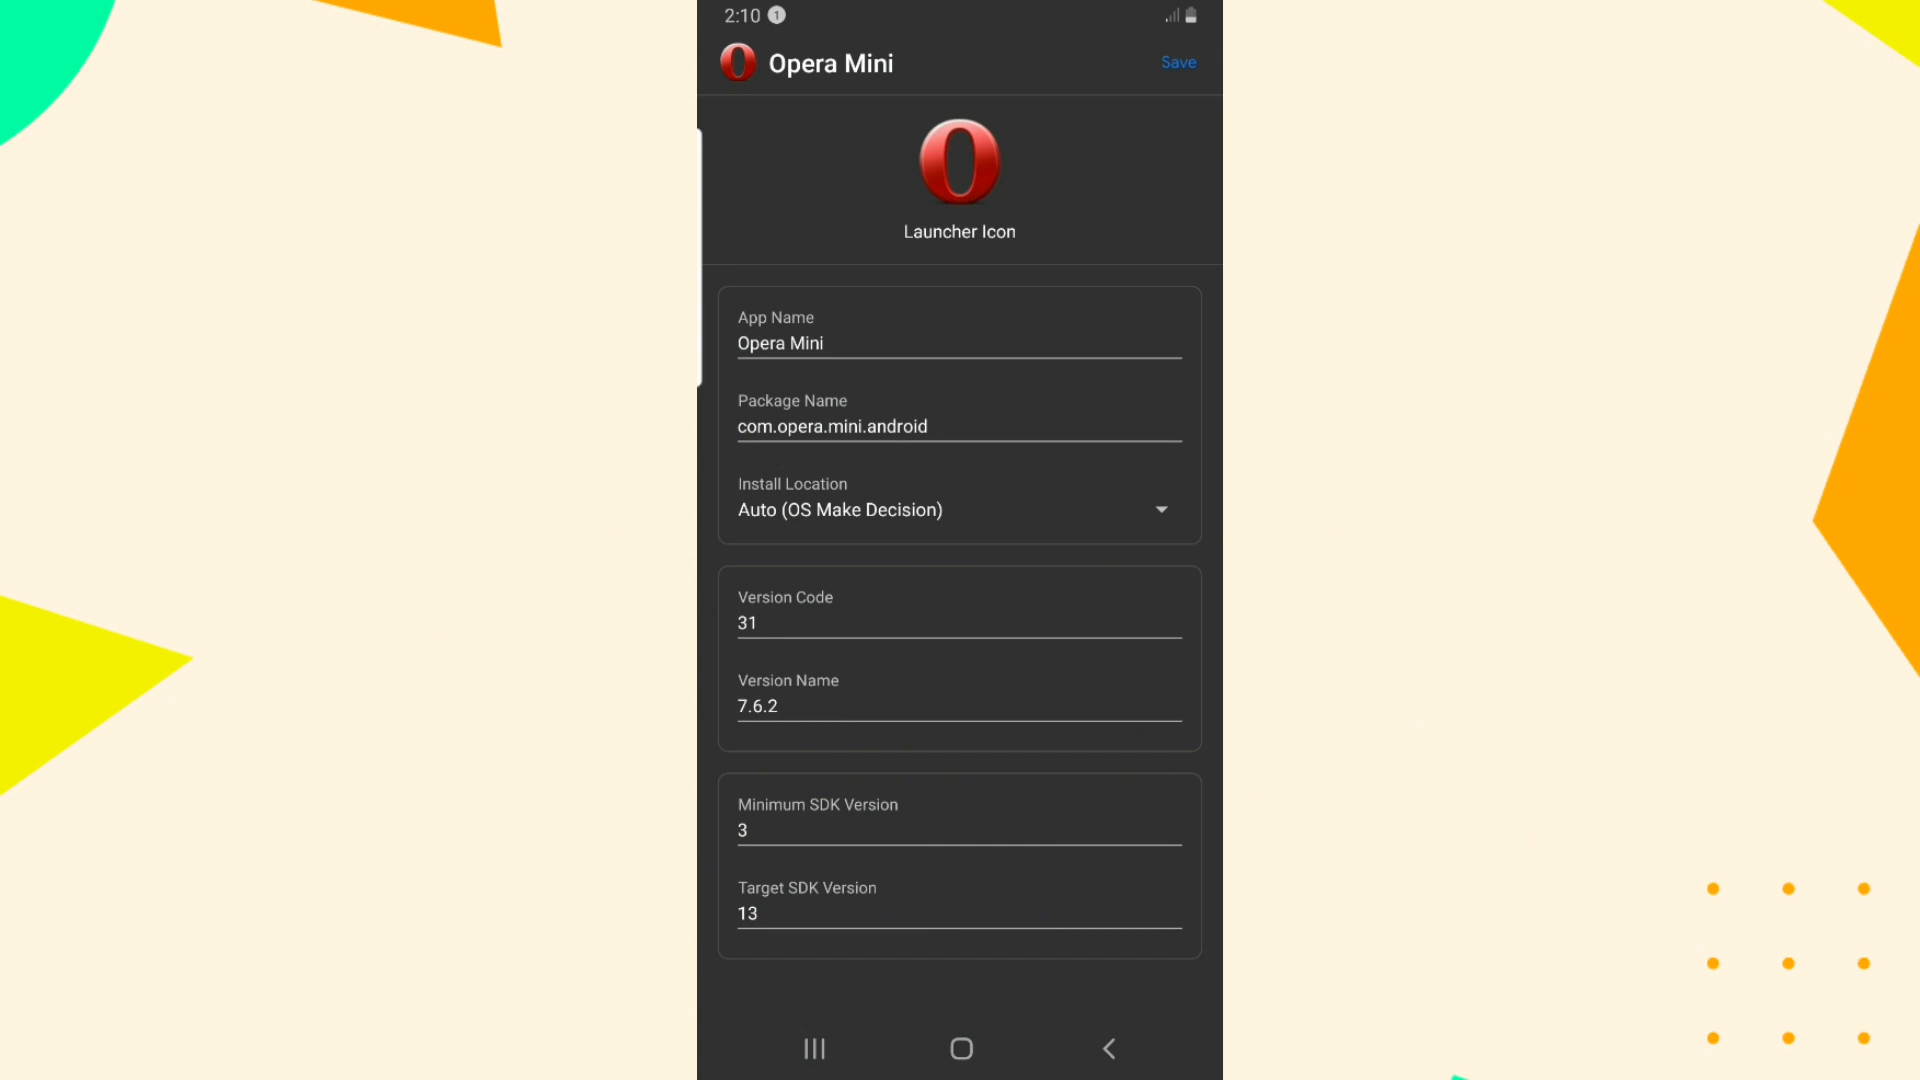 2:10 1
Opera Mini
Save
Launcher Icon
App Name
Opera Mini
Package Name
com.opera.mini.android
Install Location
Auto (OS Make Decision)
Version Code
31
Version Name
7.6.2
Minimum SDK Version
3
Target SDK Version
13